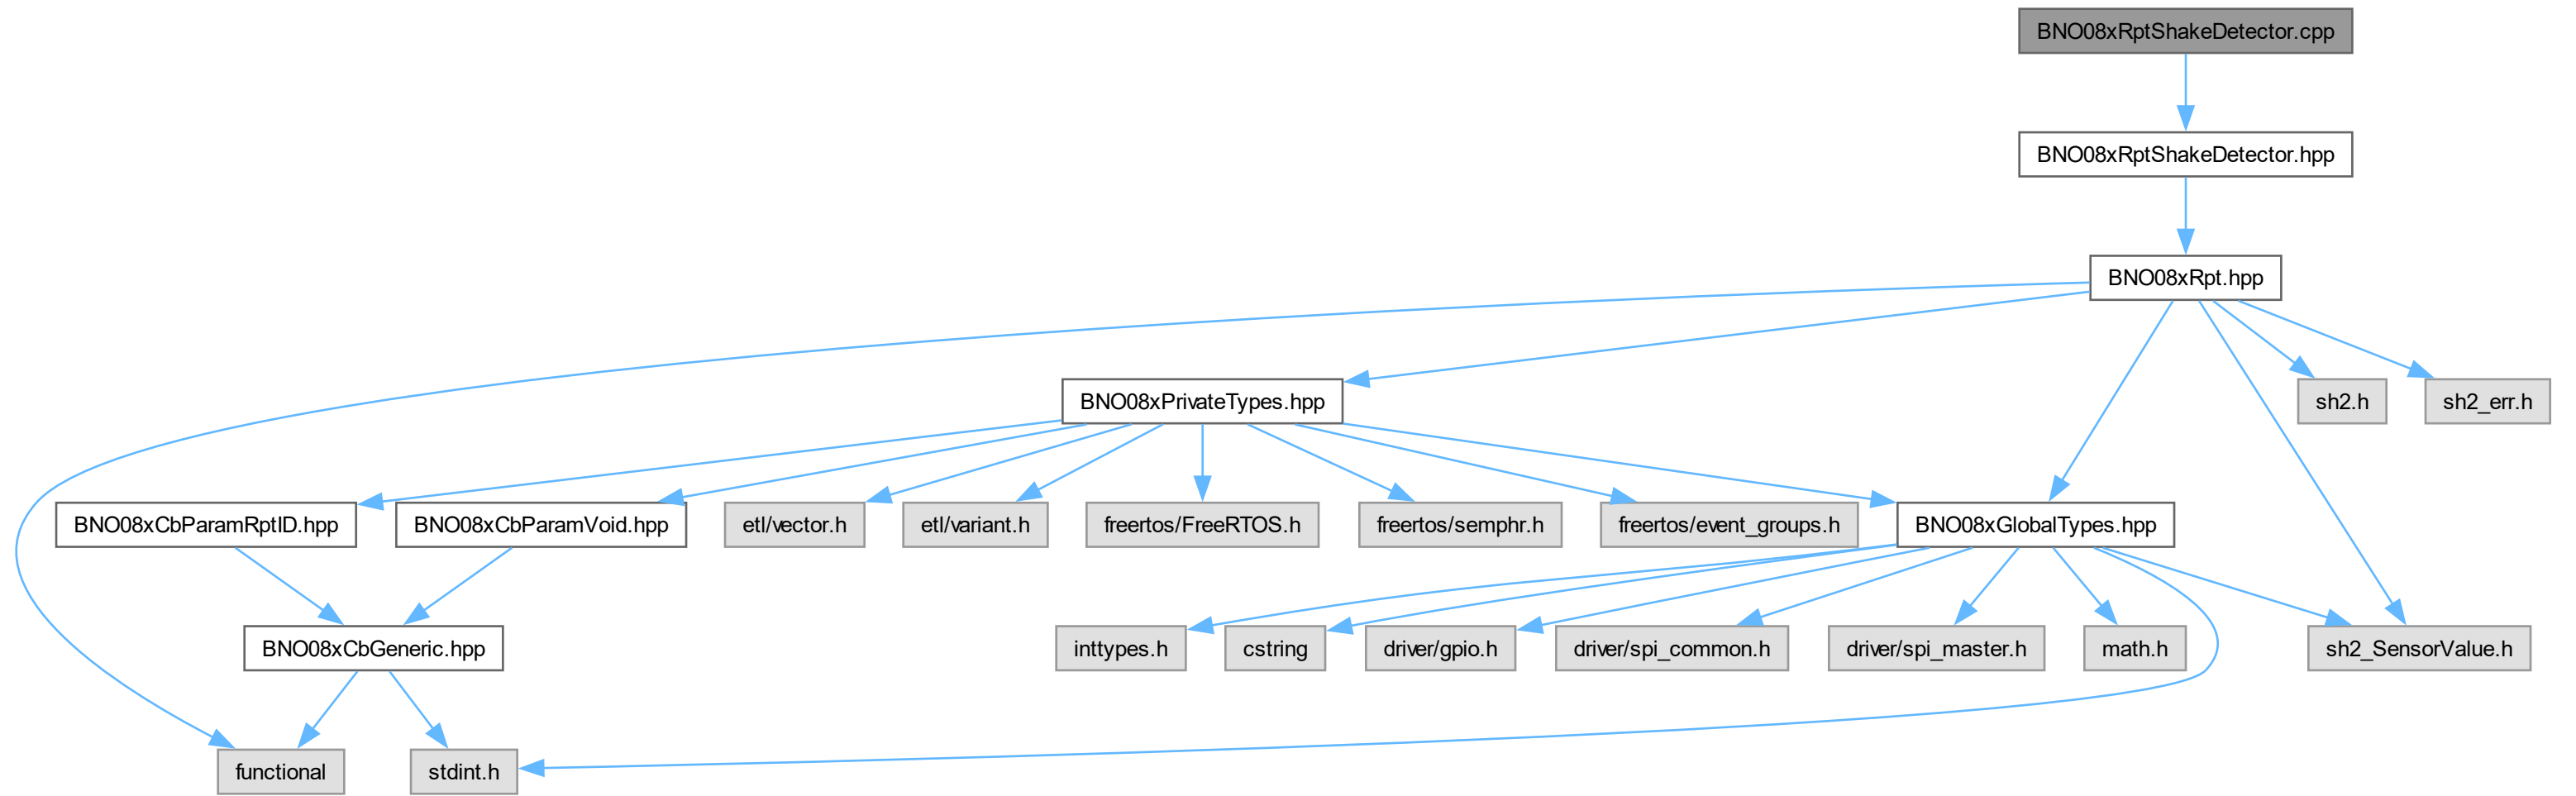 BNO08xRptShakeDetector.cpp
BNO08xRptShakeDetector.hpp
BNO08xRpt.hpp
BNO08xPrivateTypes.hpp
sh2.h
sh2_err.h
BNO08xCbParamRptID.hpp
BNO08xCbParamVoid.hpp
etl/vector.h
etl/variant.h
freertos/FreeRTOS.h
freertos/semphr.h
freertos/event_groups.h
BNO08xGlobalTypes.hpp
BNO08xCbGeneric.hpp
inttypes.h
cstring
driver/gpio.h
driver/spi_common.h
driver/spi_master.h
math.h
sh2_SensorValue.h
functional
stdint.h